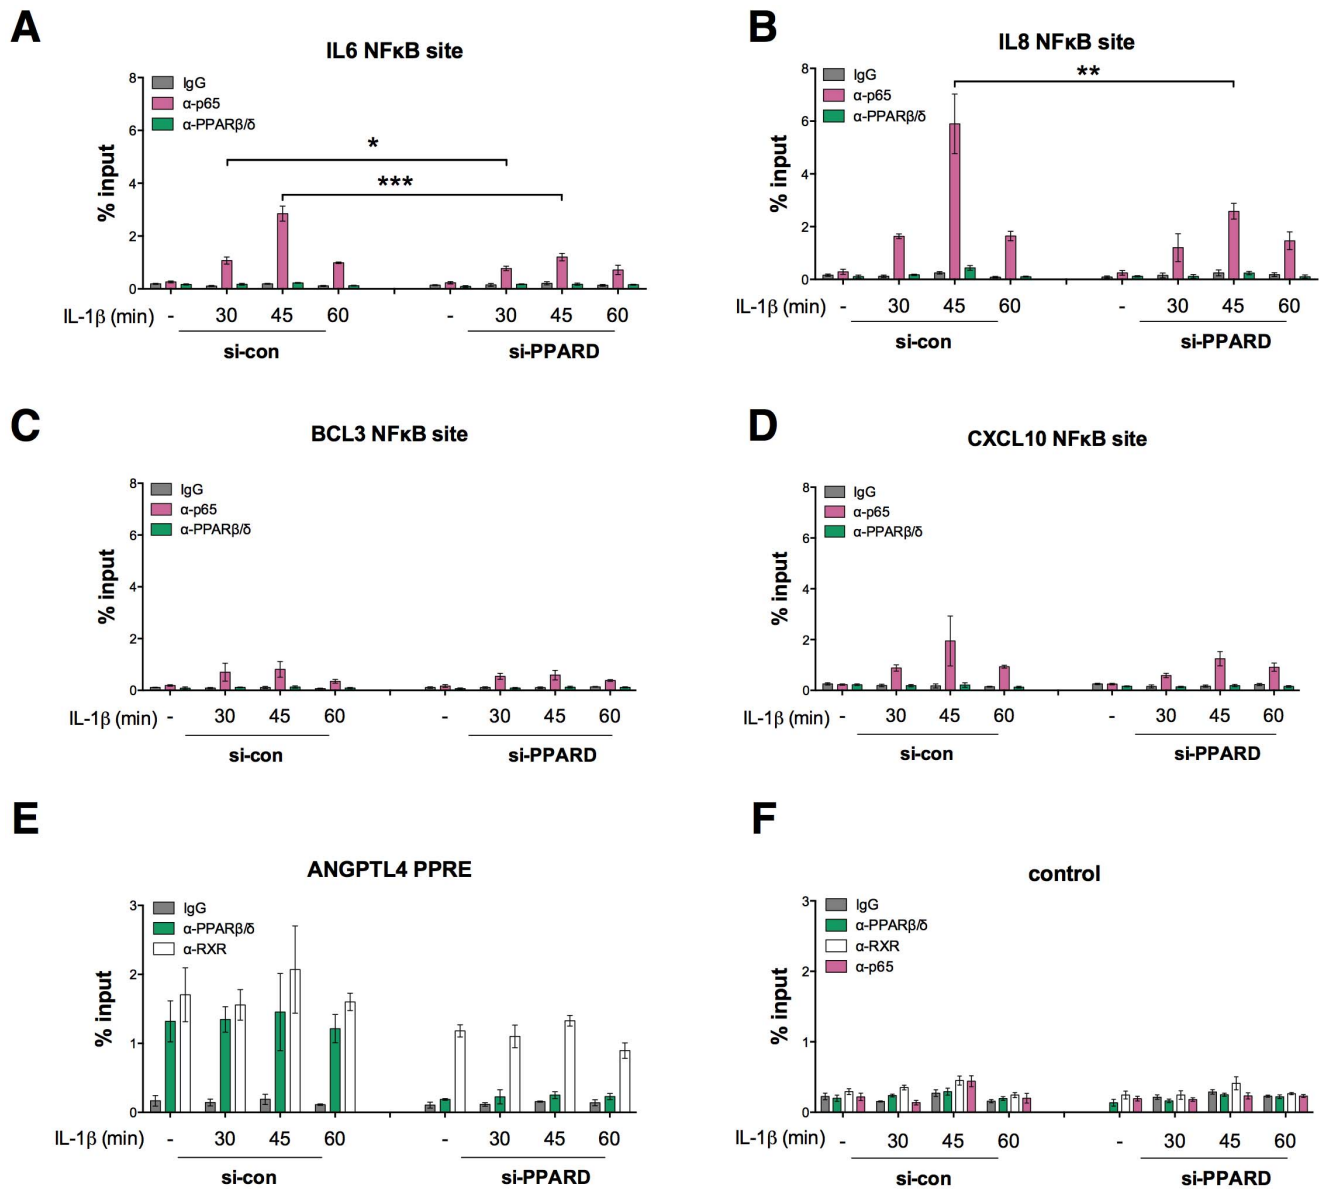 A
IL6 NFκB site
IgG
α-p65
α-PPARβ/δ
% input
8
6
4
2
0
*
***
IL-1β (min) - 30 45 60 - 30 45 60
si-con si-PPARD
B
IL8 NFκB site
IgG
α-p65
α-PPARβ/δ
% input
8
6
4
2
0
**
IL-1β (min) - 30 45 60 - 30 45 60
si-con si-PPARD
C
BCL3 NFκB site
IgG
α-p65
α-PPARβ/δ
% input
8
6
4
2
0
IL-1β (min) - 30 45 60 - 30 45 60
si-con si-PPARD
D
CXCL10 NFκB site
IgG
α-p65
α-PPARβ/δ
% input
8
6
4
2
0
IL-1β (min) - 30 45 60 - 30 45 60
si-con si-PPARD
E
ANGPTL4 PPRE
IgG
α-PPARβ/δ
α-RXR
% input
3
2
1
0
IL-1β (min) - 30 45 60 - 30 45 60
si-con si-PPARD
F
control
IgG
α-PPARβ/δ
α-RXR
α-p65
% input
3
2
1
0
IL-1β (min) - 30 45 60 - 30 45 60
si-con si-PPARD